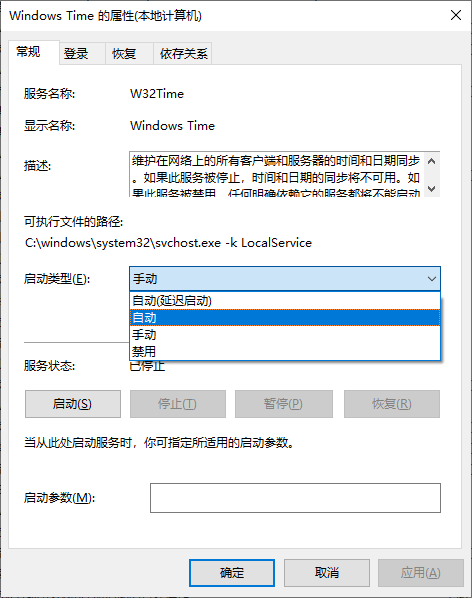 Windows Time 的属性(本地计算机)
常规 登录 恢复 依存关系
服务名称: W32Time
显示名称: Windows Time
描述: 维护在网络上的所有客户端和服务器的时间和日期同步
。如果此服务被停止，时间和日期的同步将不可用。如
果此服务被禁用，任何明确依赖它的服务都将不能启动
可执行文件的路径:
C:\windows\system32\svchost.exe -k LocalService
启动类型(E): 手动
自动(延迟启动)
自动
手动
禁用
服务状态: 已停止
启动(S) 停止(T) 暂停(P) 恢复(R)
当从此处启动服务时，你可指定所适用的启动参数。
启动参数(M):
确定 取消 应用(A)